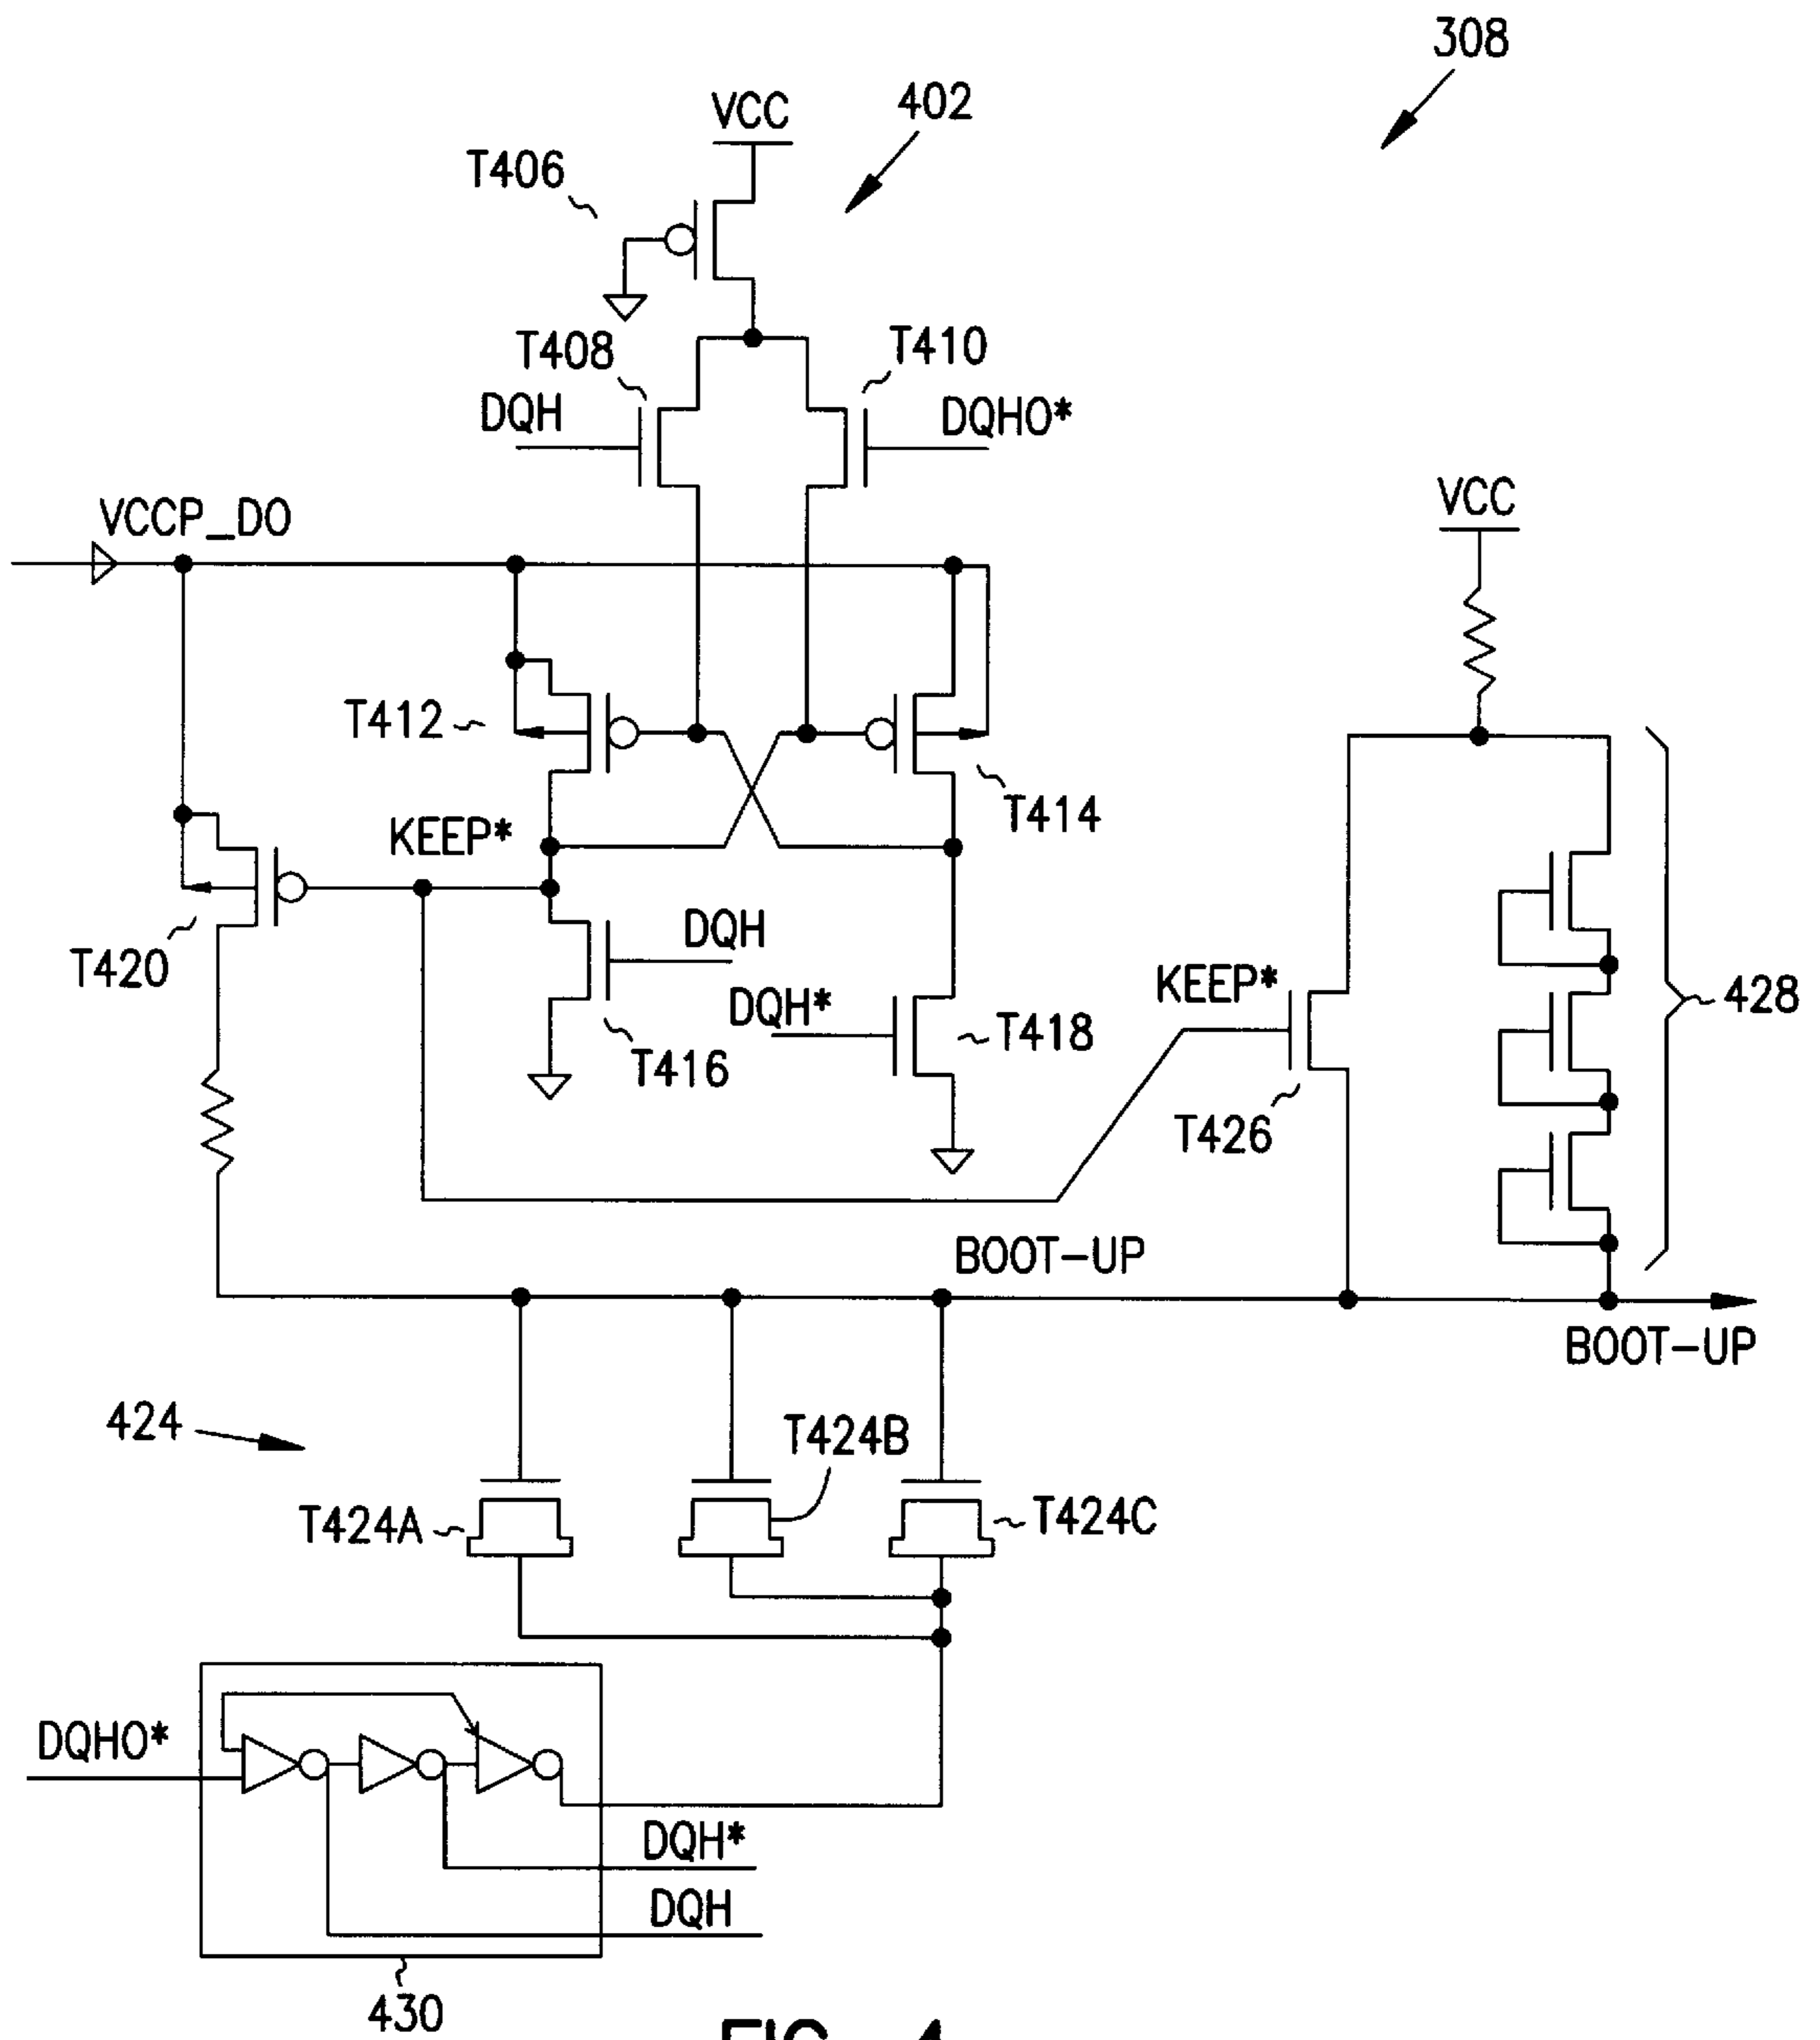 308
402
VCC
T406
T408
T410
DQH
DQHO*
VCCP_DO
VCC
T412
T414
KEEP*
T420
DQH
KEEP*
428
DQH*
T418
T416
T426
BOOT-UP
BOOT-UP
424
T424B
T424A
T424C
DQHO*
DQH*
DQH
430